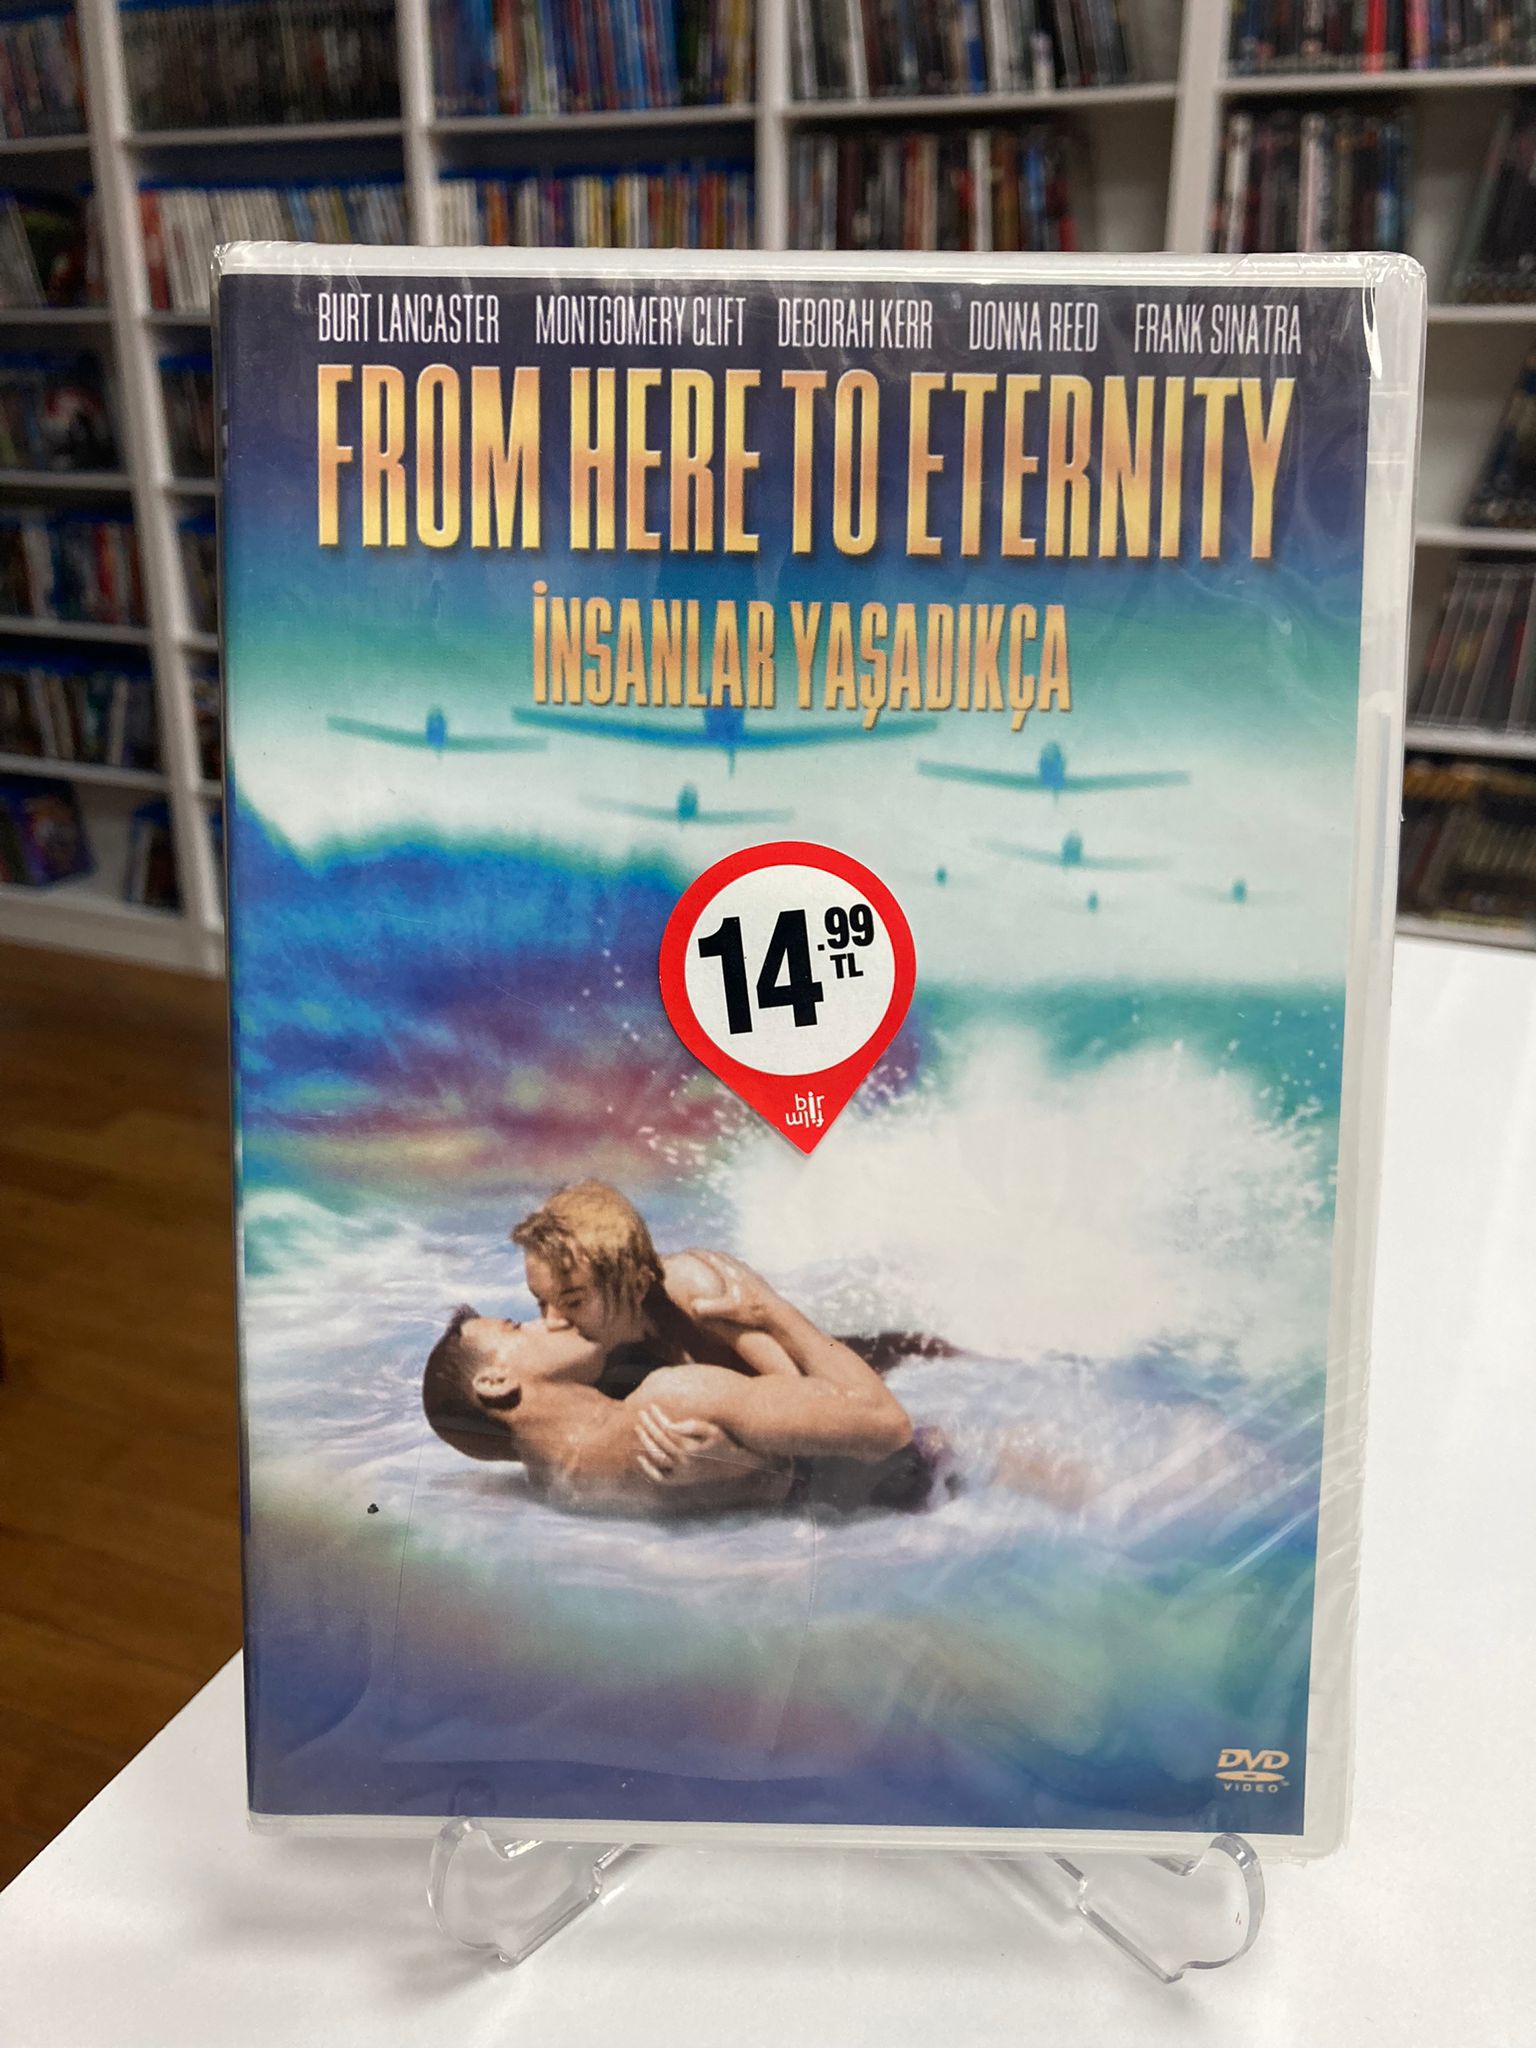 BURT LANCASTER MONTGOMERY CLIFT DEBORAH KERR DONNA REED FRANK SINATRA
FROM HERE TO ETERNITY
İNSANLAR YAŞADIKÇA
14.99
TL
bir
film
DVD
VIDEO